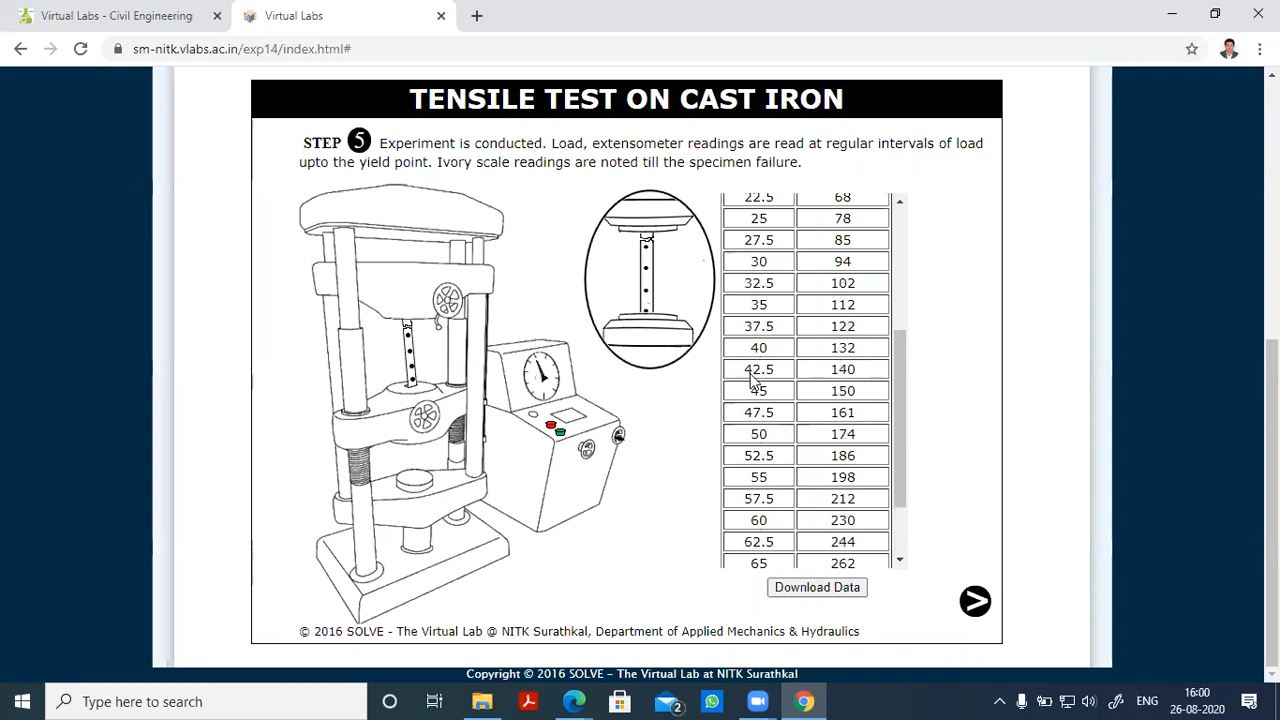 Virtual Labs - Civil Engineering
Virtual Labs
sm-nitk.vlabs.ac.in/exp14/index.html#
TENSILE TEST ON CAST IRON
STEP 5 Experiment is conducted. Load, extensometer readings are read at regular intervals of load
upto the yield point. Ivory scale readings are noted till the specimen failure.
22.5 68
25 78
27.5 85
30 94
32.5 102
35 112
37.5 122
40 132
42.5 140
45 150
47.5 161
50 174
52.5 186
55 198
57.5 212
60 230
62.5 244
65 262
Download Data
>
© 2016 SOLVE - The Virtual Lab @ NITK Surathkal, Department of Applied Mechanics & Hydraulics
Copyright © 2016 SOLVE - The Virtual Lab at NITK Surathkal
Type here to search
2
ENG
16:00
26-08-2020